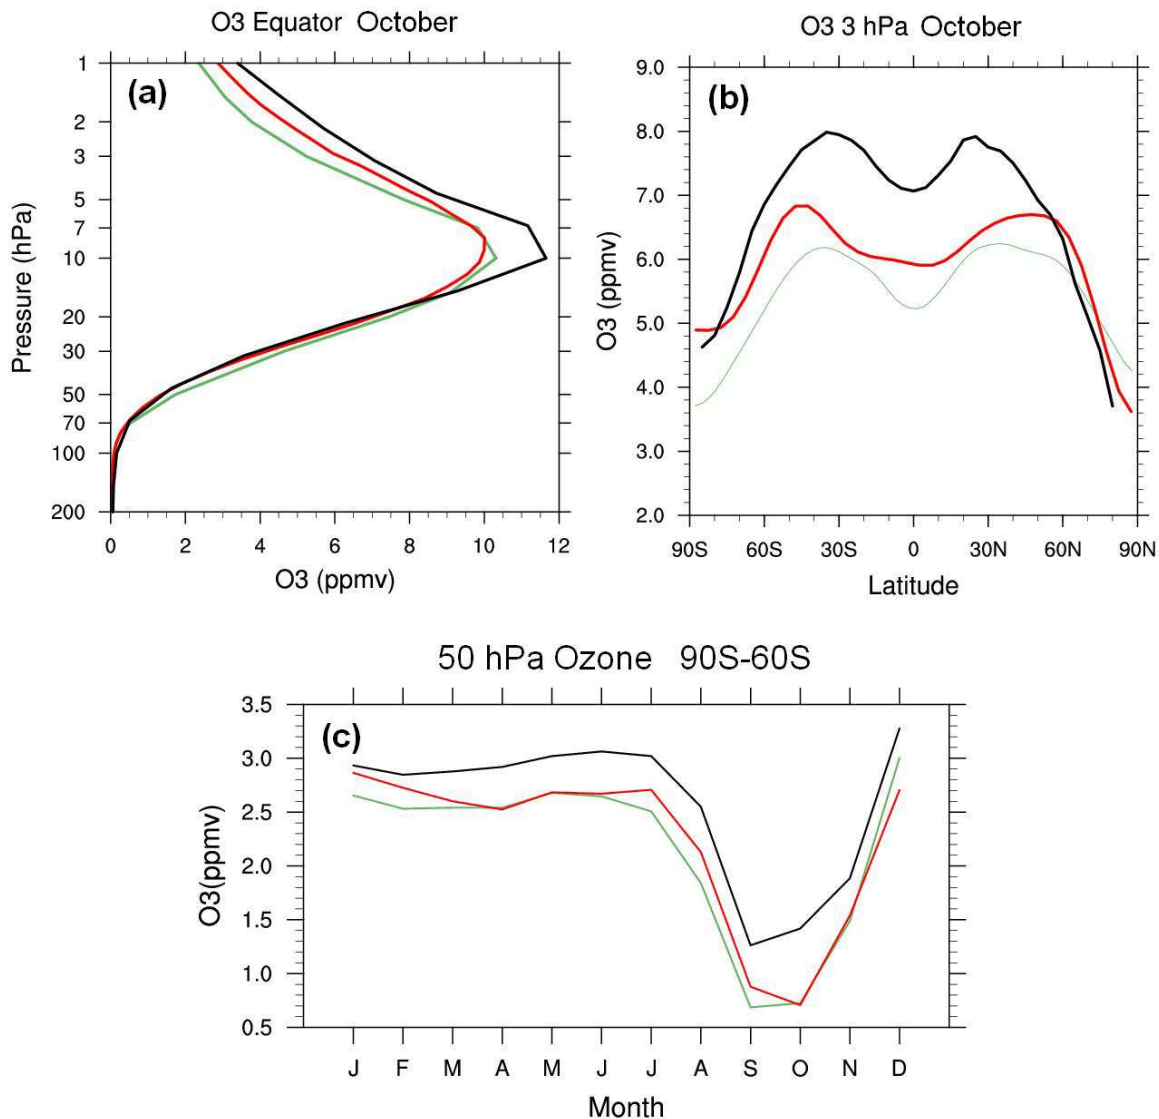 O3 Equator October
(a)
1
2
3
5
7
10
20
30
50
70
100
200
Pressure (hPa)
0 2 4 6 8 10 12
O3 (ppmv)
O3 3 hPa October
(b)
9.0
8.0
7.0
6.0
5.0
4.0
3.0
2.0
O3 (ppmv)
90S 60S 30S 0 30N 60N 90N
Latitude
50 hPa Ozone 90S-60S
(c)
3.5
3.0
2.5
2.0
1.5
1.0
0.5
O3(ppmv)
J F M A M J J A S O N D
Month